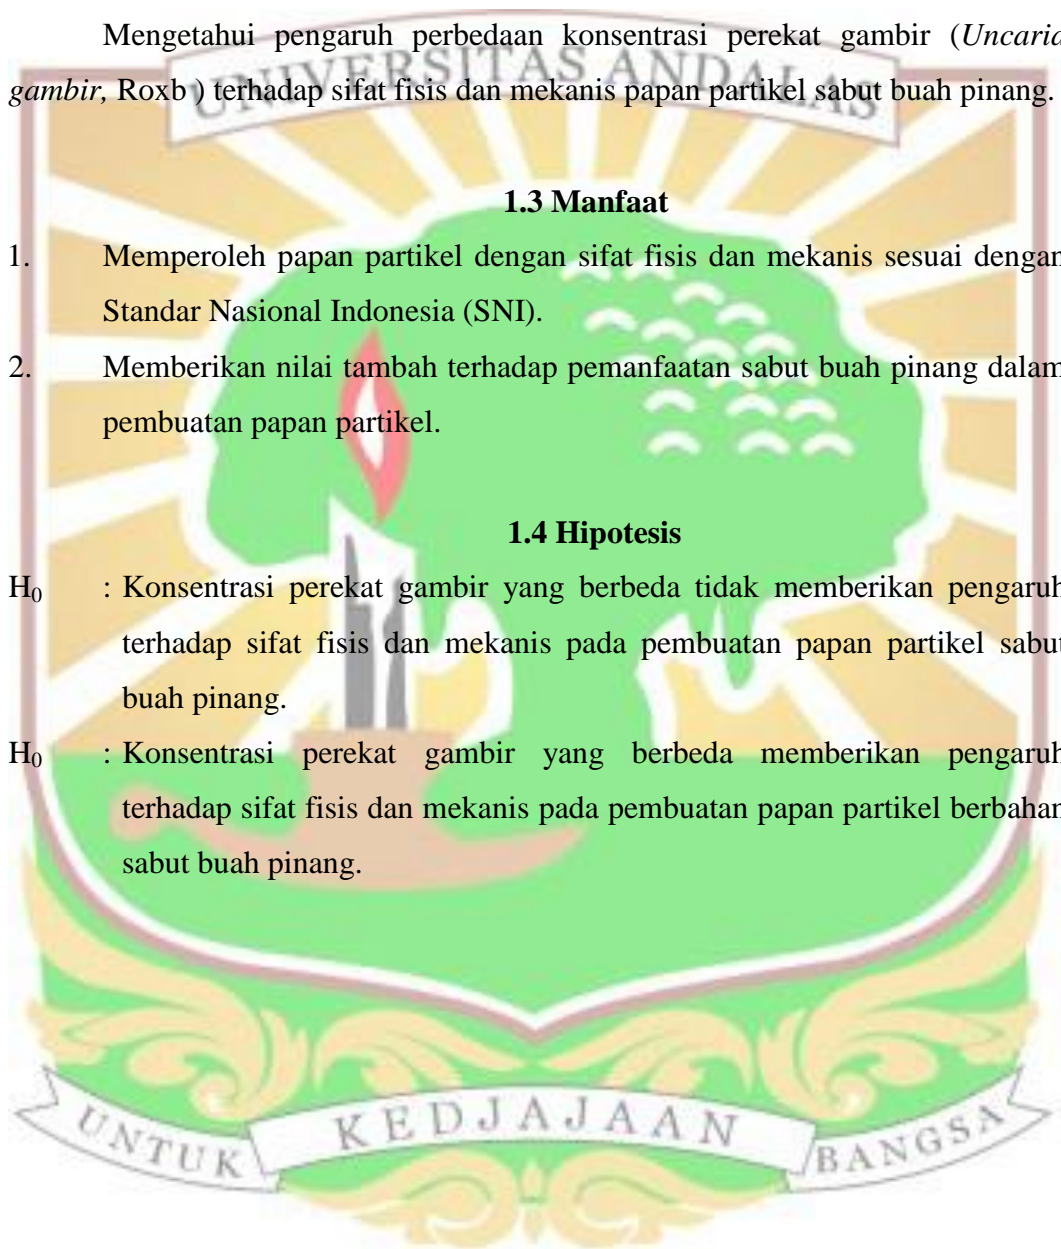 Mengetahui pengaruh perbedaan konsentrasi perekat gambir (Uncaria
gambir, Roxb ) terhadap sifat fisis dan mekanis papan partikel sabut buah pinang.
UNIVERSITAS ANDALAS
1.3 Manfaat
1. Memperoleh papan partikel dengan sifat fisis dan mekanis sesuai dengan
Standar Nasional Indonesia (SNI).
2. Memberikan nilai tambah terhadap pemanfaatan sabut buah pinang dalam
pembuatan papan partikel.
1.4 Hipotesis
H₀ : Konsentrasi perekat gambir yang berbeda tidak memberikan pengaruh
terhadap sifat fisis dan mekanis pada pembuatan papan partikel sabut
buah pinang.
H₀ : Konsentrasi perekat gambir yang berbeda memberikan pengaruh
terhadap sifat fisis dan mekanis pada pembuatan papan partikel berbahan
sabut buah pinang.
UNTUK KEDJAJAAN BANGSA